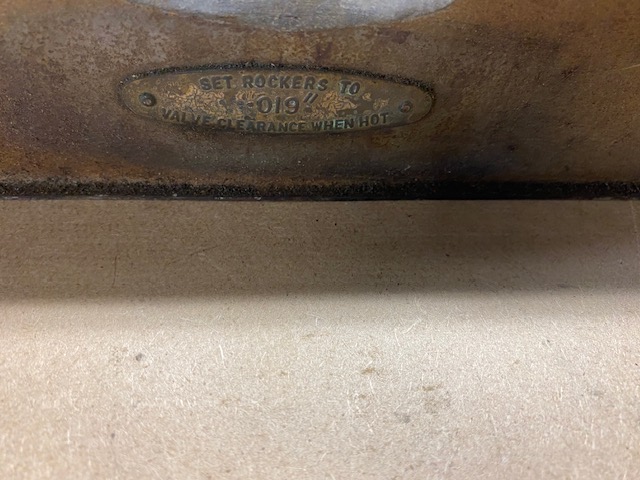 SET ROCKERS TO
·019"
VALVE CLEARANCE WHEN HOT